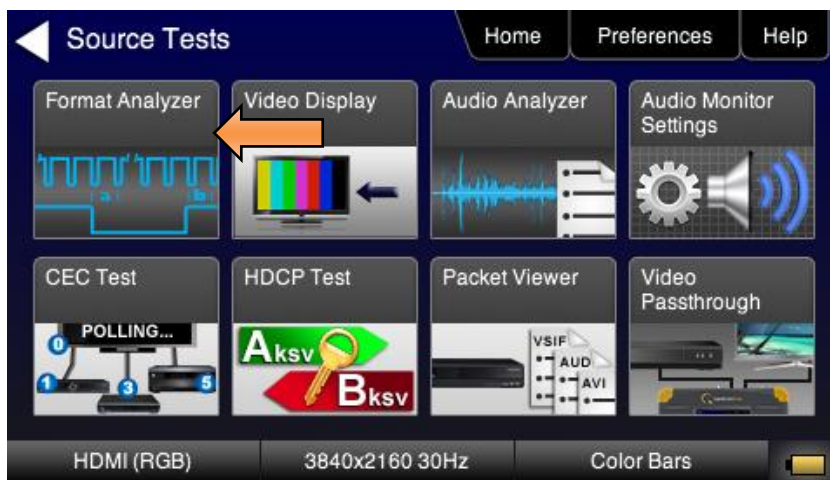 Source Tests
Home
Preferences
Help
Format Analyzer
Video Display
Audio Analyzer
Audio Monitor
Settings
a
b
CEC Test
HDCP Test
Packet Viewer
Video
Passthrough
POLLING...
0
1
3
5
Aksv
Bksv
VSIF
AUD
AVI
HDMI (RGB)
3840x2160 30Hz
Color Bars